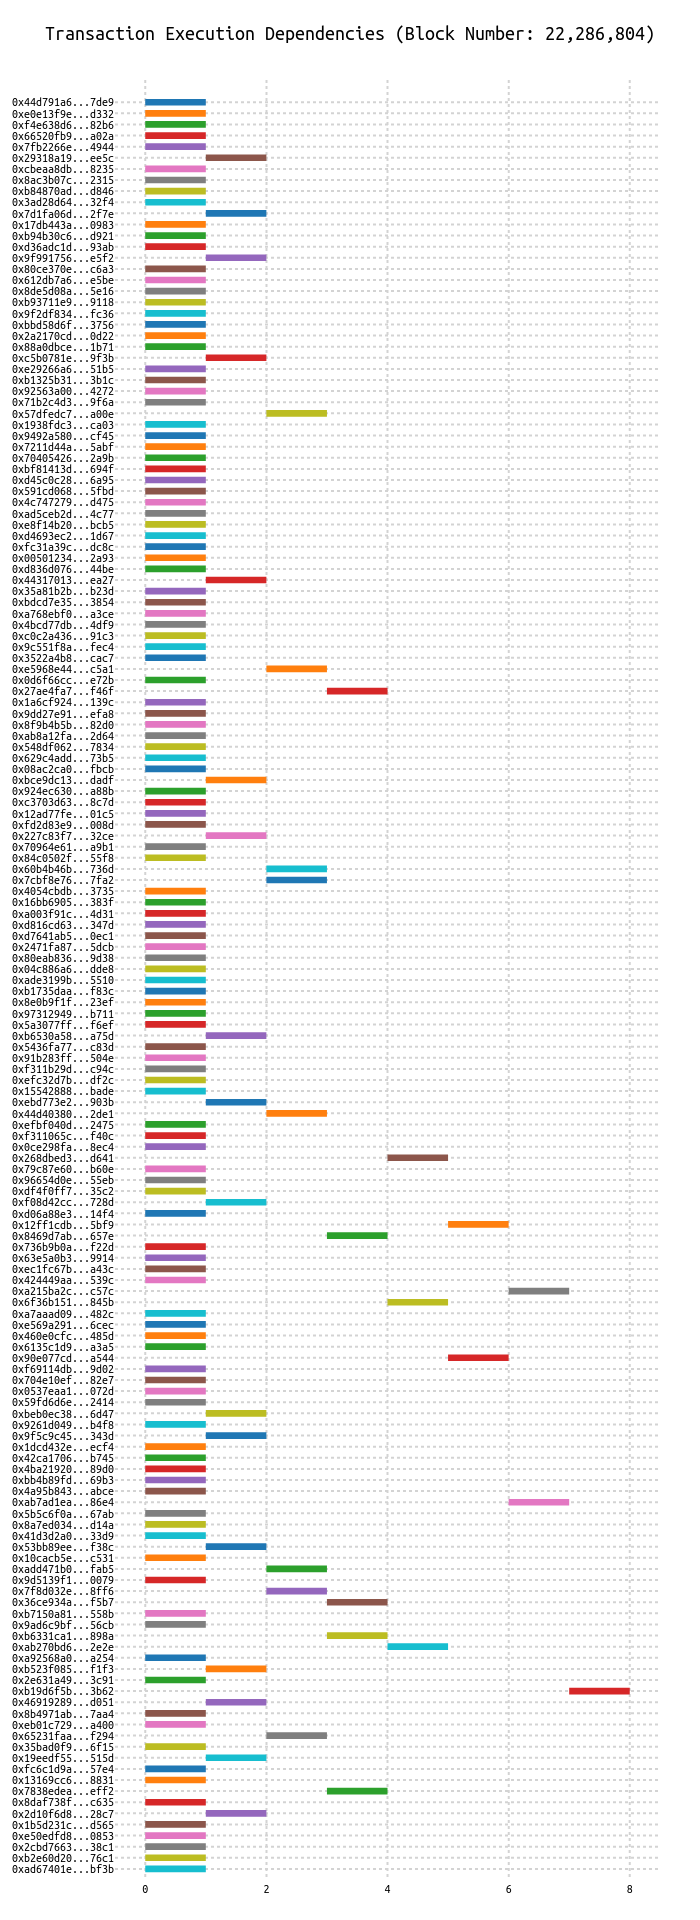 Transaction Execution Dependencies (Block Number: 22,286,804)
0x44d791a6...7de9
0xe0e13f9e...d332
0xf4e638d6...82b6
0x66520fb9...a02a
0x7fb2266e...4944
0x29318a19...ee5c
0xcbeaa8db...8235
0x8ac3b07c...2315
0xb84870ad...d846
0x3ad28d64...32f4
0x7d1fa06d...2f7e
0x17db443a...0983
0xb94b30c6...d921
0xd36adc1d...93ab
0x9f991756...e5f2
0x80ce370e...c6a3
0x612db7a6...e5be
0x8de5d08a...5e16
0xb93711e9...9118
0x9f2df834...fc36
0xbbd58d6f...3756
0x2a2170cd...0d22
0x88a0dbce...1b71
0xc5b0781e...9f3b
0xe29266a6...51b5
0xb1325b31...3b1c
0x92563a00...4272
0x71b2c4d3...9f6a
0x57dfedc7...a00e
0x1938fdc3...ca03
0x9492a580...cf45
0x7211d44a...5abf
0x70405426...2a9b
0xbf81413d...694f
0xd45c0c28...6a95
0x591cd068...5fbd
0x4c747279...d475
0xad5ceb2d...4c77
0xe8f14b20...bcb5
0xd4693ec2...1d67
0xfc31a39c...dc8c
0x00501234...2a93
0xd836d076...44be
0x44317013...ea27
0x35a81b2b...b23d
0xbdcd7e35...3854
0xa768ebf0...a3ce
0x4bcd77db...4df9
0xc0c2a436...91c3
0x9c551f8a...fec4
0x3522a4b8...cac7
0xe5968e44...c5a1
0x0d6f66cc...e72b
0x27ae4fa7...f46f
0x1a6cf924...139c
0x9dd27e91...efa8
0x8f9b4b5b...82d0
0xab8a12fa...2d64
0x548df062...7834
0x629c4add...73b5
0x08ac2ca0...fbcb
0xbce9dc13...dadf
0x924ec630...a88b
0xc3703d63...8c7d
0x12ad77fe...01c5
0xfd2d83e9...008d
0x227c83f7...32ce
0x70964e61...a9b1
0x84c0502f...55f8
0x60b4b46b...736d
0x7cbf8e76...7fa2
0x4054cbdb...3735
0x16bb6905...383f
0xa003f91c...4d31
0xd816cd63...347d
0xd7641ab5...0ec1
0x2471fa87...5dcb
0x80eab836...9d38
0x04c886a6...dde8
0xade3199b...5510
0xb1735daa...f83c
0x8e0b9f1f...23ef
0x97312949...b711
0x5a3077ff...f6ef
0xb6530a58...a75d
0x5436fa77...c83d
0x91b283ff...504e
0xf311b29d...c94c
0xefc32d7b...df2c
0x15542888...bade
0xebd773e2...903b
0x44d40380...2de1
0xefbf040d...2475
0xf311065c...f40c
0x0ce298fa...8ec4
0x268dbed3...d641
0x79c87e60...b60e
0x96654d0e...55eb
0xdf4f0ff7...35c2
0xf08d42cc...728d
0xd06a88e3...14f4
0x12ff1cdb...5bf9
0x8469d7ab...657e
0x736b9b0a...f22d
0x63e5a0b3...9914
0xec1fc67b...a43c
0x424449aa...539c
0xa215ba2c...c57c
0x6f36b151...845b
0xa7aaad09...482c
0xe569a291...6cec
0x460e0cfc...485d
0x6135c1d9...a3a5
0x90e077cd...a544
0xf69114db...9d02
0x704e10ef...82e7
0x0537eaa1...072d
0x59fd6d6e...2414
0xbeb0ec38...6d47
0x9261d049...b4f8
0x9f5c9c45...343d
0x1dcd432e...ecf4
0x42ca1706...b745
0x4ba21920...89d0
0xbb4b89fd...69b3
0x4a95b843...abce
0xab7ad1ea...86e4
0x5b5c6f0a...67ab
0x8a7ed034...d14a
0x41d3d2a0...33d9
0x53bb89ee...f38c
0x10cacb5e...c531
0xadd471b0...fab5
0x9d5139f1...0079
0x7f8d032e...8ff6
0x36ce934a...f5b7
0xb7150a81...558b
0x9ad6c9bf...56cb
0xb6331ca1...898a
0xab270bd6...2e2e
0xa92568a0...a254
0xb523f085...f1f3
0x2e631a49...3c91
0xb19d6f5b...3b62
0x46919289...d051
0x8b4971ab...7aa4
0xeb01c729...a400
0x65231faa...f294
0x35bad0f9...6f15
0x19eedf55...515d
0xfc6c1d9a...57e4
0x13169cc6...8831
0x7838edea...eff2
0x8daf738f...c635
0x2d10f6d8...28c7
0x1b5d231c...d565
0xe50edfd8...0853
0x2cbd7663...38c1
0xb2e60d20...76c1
0xad67401e...bf3b
0 2 4 6 8